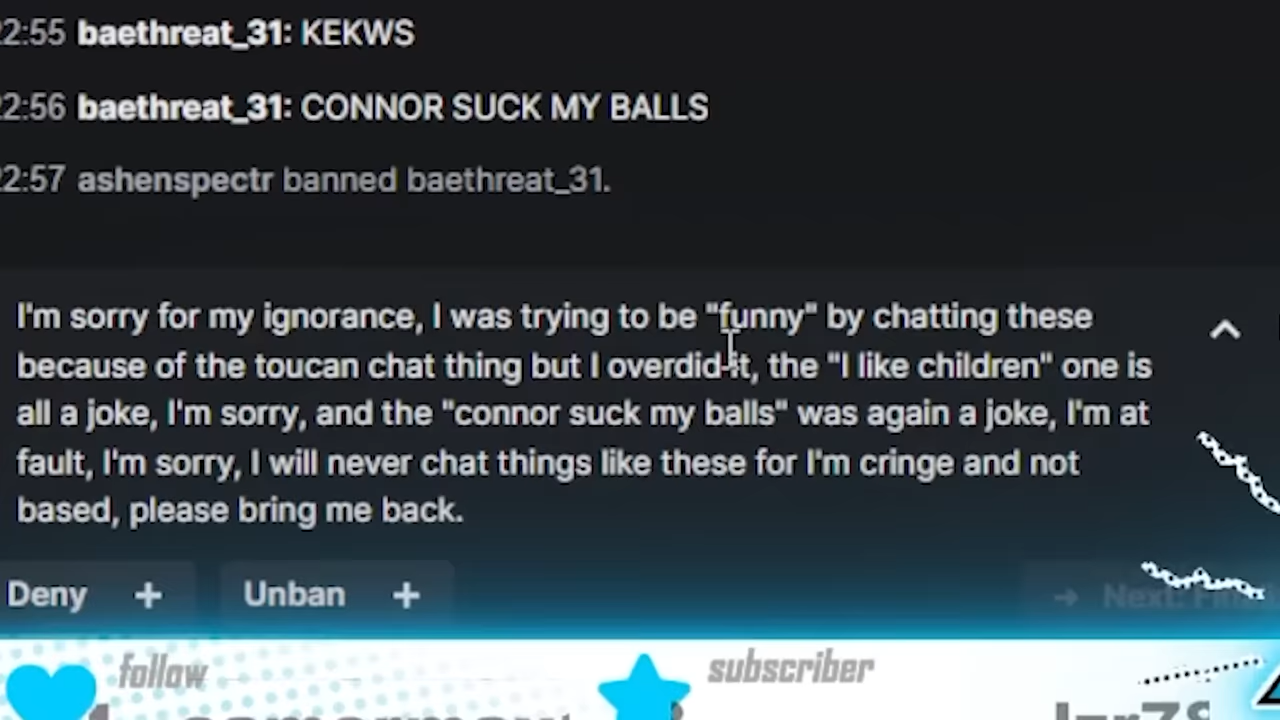 2:55 baethreat_31: KEKWS
2:56 baethreat_31: CONNOR SUCK MY BALLS
2:57 ashenspectr banned baethreat_31.
I'm sorry for my ignorance, I was trying to be "funny" by chatting these
because of the toucan chat thing but I overdid it, the "I like children" one is
all a joke, I'm sorry, and the "connor suck my balls" was again a joke, I'm at
fault, I'm sorry, I will never chat things like these for I'm cringe and not
based, please bring me back.
Deny + Unban + → Next:
follow subscriber